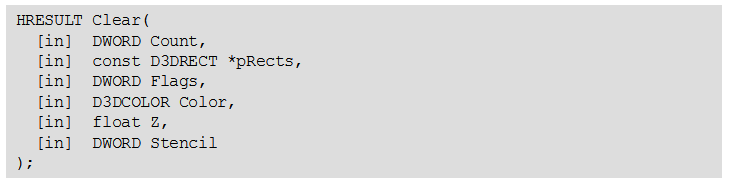 HRESULT Clear(
  [in]  DWORD Count,
  [in]  const D3DRECT *pRects,
  [in]  DWORD Flags,
  [in]  D3DCOLOR Color,
  [in]  float Z,
  [in]  DWORD Stencil
);